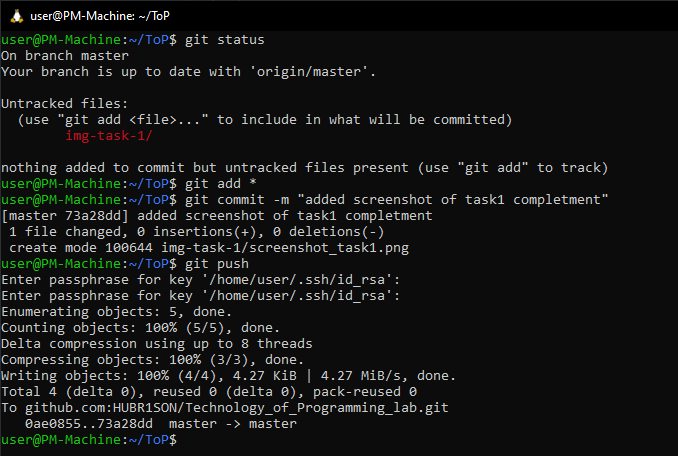 user@PM-Machine: ~/ToP
user@PM-Machine:~/ToP$ git status
On branch master
Your branch is up to date with 'origin/master'.
Untracked files:
  (use "git add <file>..." to include in what will be committed)
        img-task-1/
nothing added to commit but untracked files present (use "git add" to track)
user@PM-Machine:~/ToP$ git add *
user@PM-Machine:~/ToP$ git commit -m "added screenshot of task1 completment"
[master 73a28dd] added screenshot of task1 completment
 1 file changed, 0 insertions(+), 0 deletions(-)
 create mode 100644 img-task-1/screenshot_task1.png
user@PM-Machine:~/ToP$ git push
Enter passphrase for key '/home/user/.ssh/id_rsa':
Enter passphrase for key '/home/user/.ssh/id_rsa':
Enumerating objects: 5, done.
Counting objects: 100% (5/5), done.
Delta compression using up to 8 threads
Compressing objects: 100% (3/3), done.
Writing objects: 100% (4/4), 4.27 KiB | 4.27 MiB/s, done.
Total 4 (delta 0), reused 0 (delta 0), pack-reused 0
To github.com:HUBR1SON/Technology_of_Programming_lab.git
   0ae0855..73a28dd  master -> master
user@PM-Machine:~/ToP$